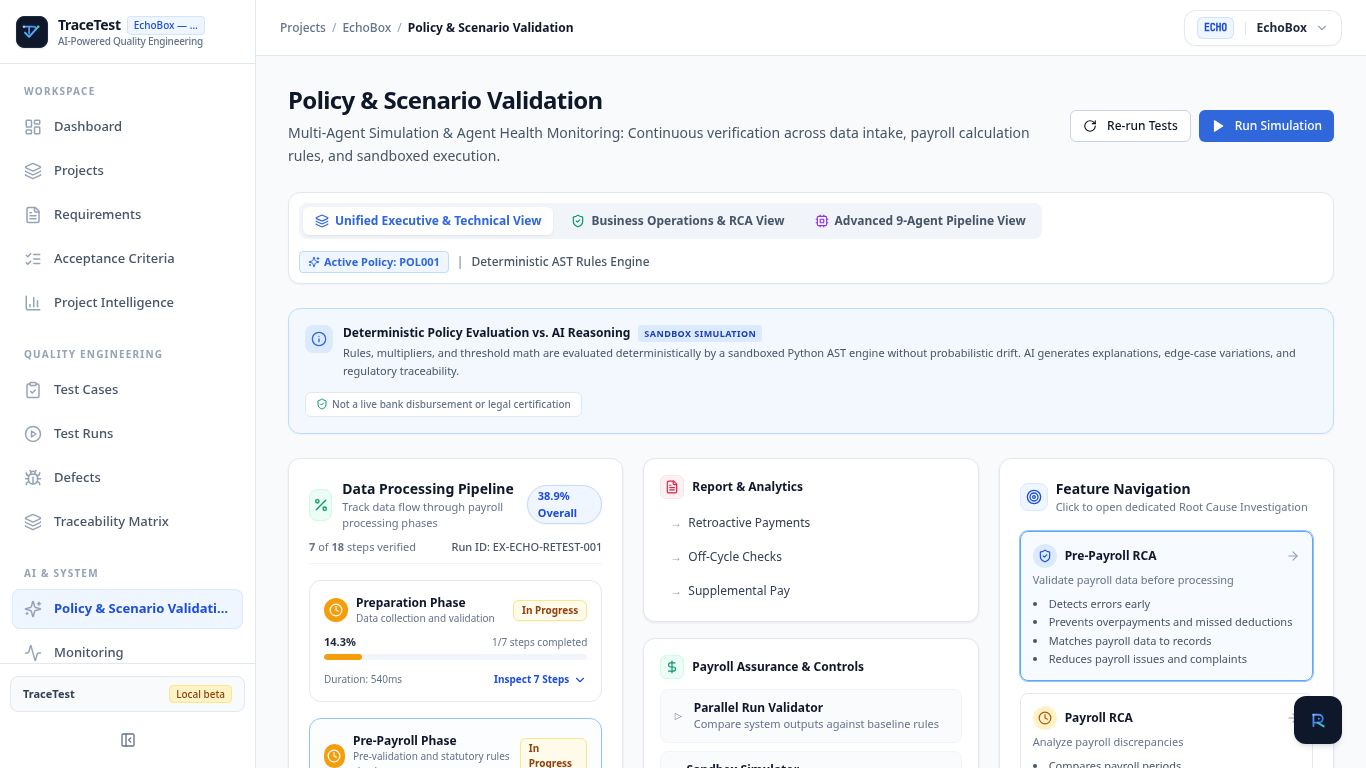 TraceTest
EchoBox — ...
AI-Powered Quality Engineering
WORKSPACE
Dashboard
Projects
Requirements
Acceptance Criteria
Project Intelligence
QUALITY ENGINEERING
Test Cases
Test Runs
Defects
Traceability Matrix
AI & SYSTEM
Policy & Scenario Validati...
Monitoring
TraceTest
Local beta
Projects / EchoBox / Policy & Scenario Validation
ECHO
EchoBox
Policy & Scenario Validation
Multi-Agent Simulation & Agent Health Monitoring: Continuous verification across data intake, payroll calculation
rules, and sandboxed execution.
Re-run Tests
Run Simulation
Unified Executive & Technical View
Business Operations & RCA View
Advanced 9-Agent Pipeline View
Active Policy: POL001 | Deterministic AST Rules Engine
Deterministic Policy Evaluation vs. AI Reasoning
SANDBOX SIMULATION
Rules, multipliers, and threshold math are evaluated deterministically by a sandboxed Python AST engine without probabilistic drift. AI generates explanations, edge-case variations, and
regulatory traceability.
Not a live bank disbursement or legal certification
Data Processing Pipeline
Track data flow through payroll
processing phases
38.9%
Overall
7 of 18 steps verified
Run ID: EX-ECHO-RETEST-001
Preparation Phase
Data collection and validation
In Progress
14.3%
1/7 steps completed
Duration: 540ms
Inspect 7 Steps
Pre-Payroll Phase
Pre-validation and statutory rules
In
Progress
Report & Analytics
→ Retroactive Payments
→ Off-Cycle Checks
→ Supplemental Pay
Payroll Assurance & Controls
Parallel Run Validator
Compare system outputs against baseline rules
Sandbox Simulator
Feature Navigation
Click to open dedicated Root Cause Investigation
Pre-Payroll RCA
Validate payroll data before processing
• Detects errors early
• Prevents overpayments and missed deductions
• Matches payroll data to records
• Reduces payroll issues and complaints
Payroll RCA
Analyze payroll discrepancies
• Compares payroll periods